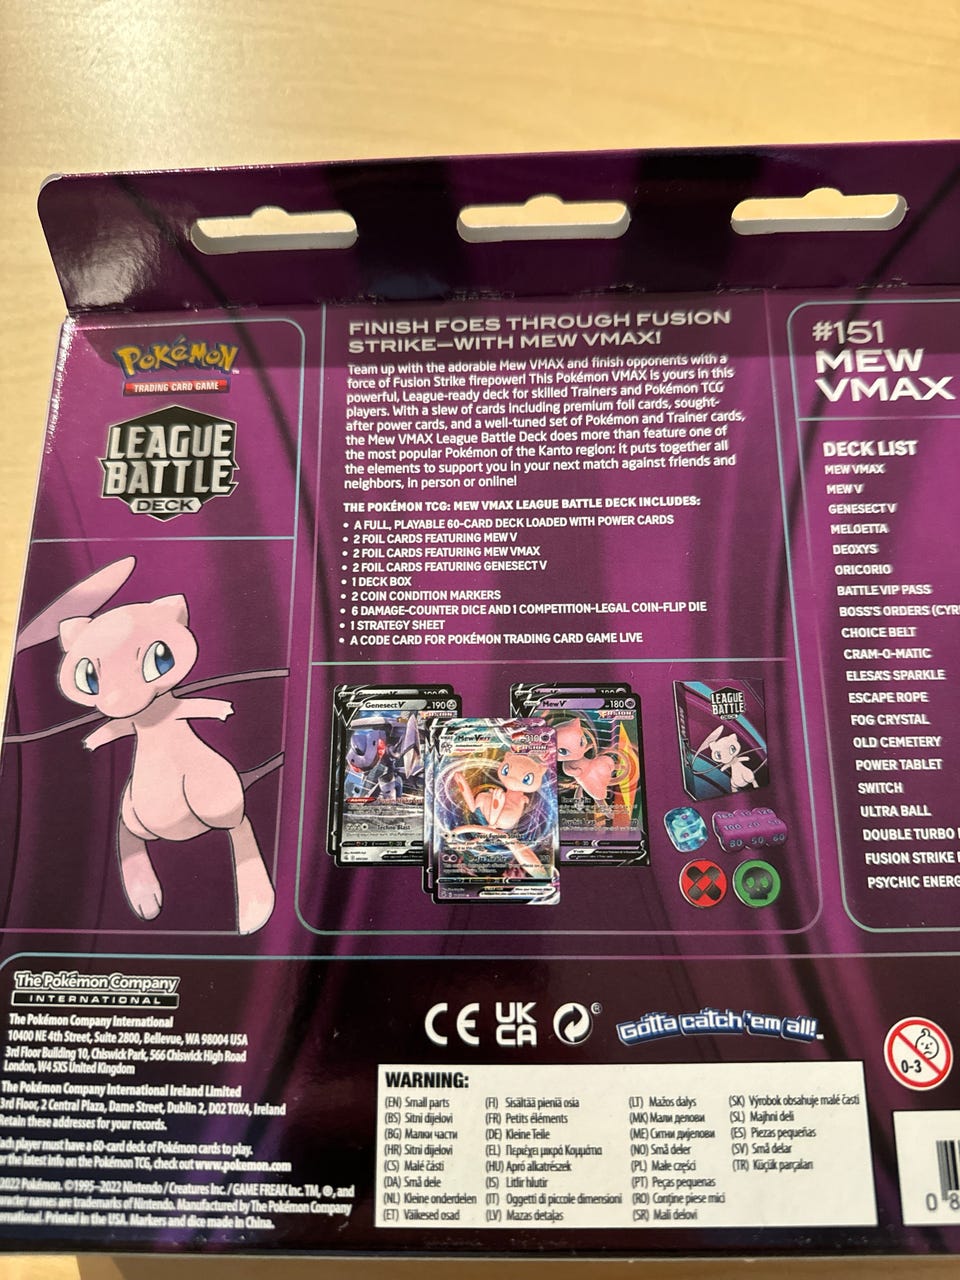 Pokémon
TRADING CARD GAME
LEAGUE
BATTLE
DECK
FINISH FOES THROUGH FUSION
STRIKE—WITH MEW VMAX!
Team up with the adorable Mew VMAX and finish opponents with a
force of Fusion Strike firepower! This Pokémon VMAX is yours in this
powerful, League-ready deck for skilled Trainers and Pokémon TCG
players. With a slew of cards including premium foil cards, sought-
after power cards, and a well-tuned set of Pokémon and Trainer cards,
the Mew VMAX League Battle Deck does more than feature one of
the most popular Pokémon of the Kanto region: it puts together all
the elements to support you in your next match against friends and
neighbors, in person or online!
THE POKÉMON TCG: MEW VMAX LEAGUE BATTLE DECK INCLUDES:
• A FULL, PLAYABLE 60-CARD DECK LOADED WITH POWER CARDS
• 2 FOIL CARDS FEATURING MEW V
• 2 FOIL CARDS FEATURING MEW VMAX
• 2 FOIL CARDS FEATURING GENESECT V
• 1 DECK BOX
• 2 COIN CONDITION MARKERS
• 6 DAMAGE-COUNTER DICE AND 1 COMPETITION-LEGAL COIN-FLIP DIE
• 1 STRATEGY SHEET
• A CODE CARD FOR POKÉMON TRADING CARD GAME LIVE
Genesect V 190
Techno Blast
Mew VMAX 310
Mew V 180
LEAGUE
BATTLE
#151
MEW
VMAX
DECK LIST
MEW VMAX
MEW V
GENESECT V
MELOETTA
DEOXYS
ORICORIO
BATTLE VIP PASS
BOSS'S ORDERS
CHOICE BELT
CRAM-O-MATIC
ELESA'S SPARKLE
ESCAPE ROPE
FOG CRYSTAL
OLD CEMETERY
POWER TABLET
SWITCH
ULTRA BALL
DOUBLE TURBO
FUSION STRIKE
PSYCHIC
The Pokémon Company
INTERNATIONAL
The Pokémon Company International
10400 NE 4th Street, Suite 2800, Bellevue, WA 98004 USA
3rd Floor Building 10, Chiswick Park, 566 Chiswick High Road
London, W4 5XS United Kingdom
The Pokémon Company International Ireland Limited
3rd Floor, 2 Central Plaza, Dame Street, Dublin 2, D02 T0X4, Ireland
Retain these addresses for your records.
Each player must have a 60-card deck of Pokémon cards to play.
the latest info on the Pokémon TCG, check out www.pokemon.com
2022 Pokémon. ©1995–2022 Nintendo / Creatures Inc. / GAME FREAK inc. TM, ®, and
character names are trademarks of Nintendo. Manufactured by The Pokémon Company
International. Printed in the USA. Markers and dice made in China.
CE UK
CA
Gotta catch 'em all!
0-3
WARNING:
(EN) Small parts
(BS) Sitni dijelovi
(BG) Малки части
(HR) Sitni dijelovi
(CS) Malé části
(DA) Små dele
(NL) Kleine onderdelen
(ET) Väikesed osad
(FI) Sisältää pieniä osia
(FR) Petits éléments
(DE) Kleine Teile
(EL) Περιέχει μικρά Κομμάτια
(HU) Apró alkatrészek
(IS) Litlir hlutir
(IT) Oggetti di piccole dimensioni
(LV) Mazas detaļas
(LT) Mažos dalys
(MK) Мали делови
(ME) Ситни дијелови
(NO) Små deler
(PL) Małe części
(PT) Peças pequenas
(RO) Conține piese mici
(SR) Mali delovi
(SK) Výrobok obsahuje malé časti
(SL) Majhni deli
(ES) Piezas pequeñas
(SV) Små delar
(TR) Küçük parçaları
0